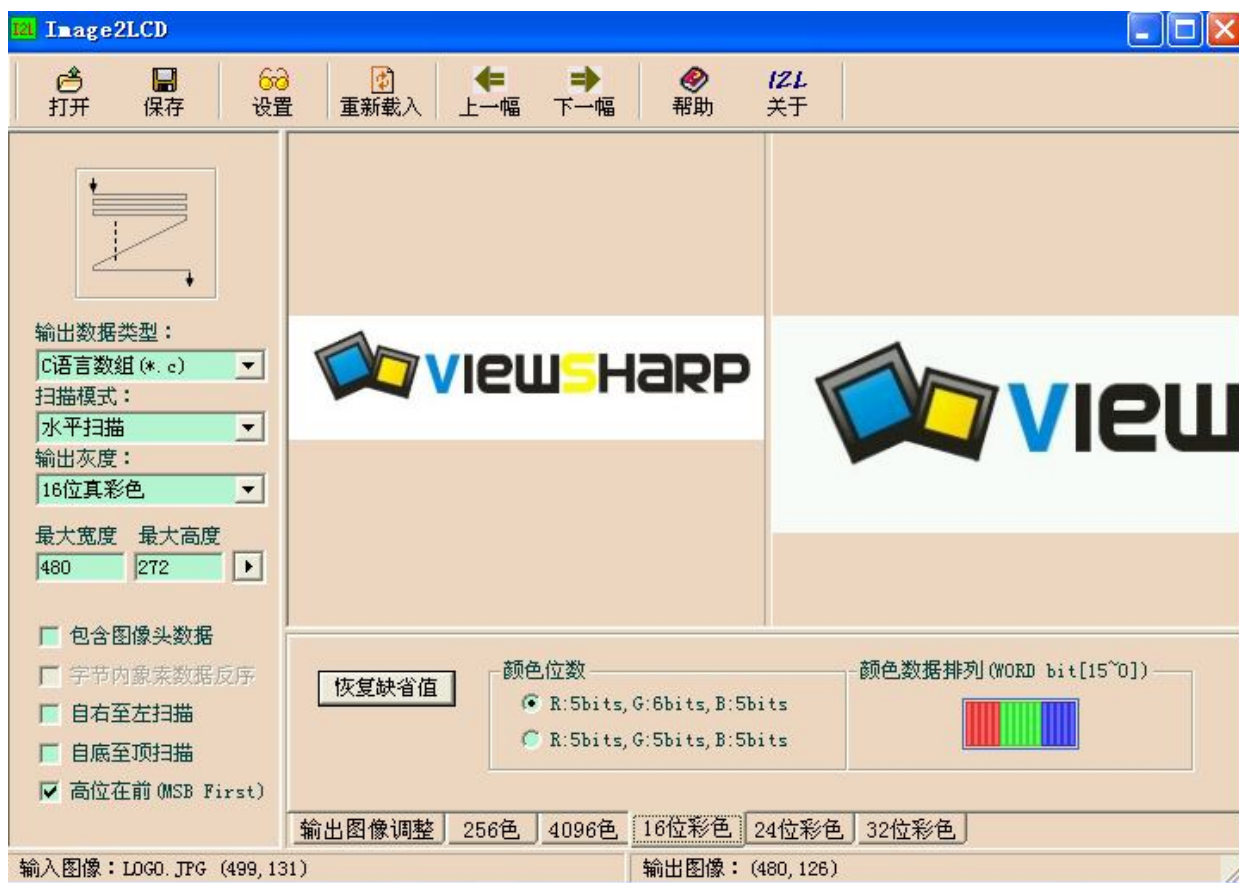 I2L Image2LCD
打开 保存 设置 重新载入 上一幅 下一幅 帮助 关于
I2L
输出数据类型：
C语言数组(*.c)
扫描模式：
水平扫描
输出灰度：
16位真彩色
最大宽度 最大高度
480 272
包含图像头数据
字节内象素数据反序
自右至左扫描
自底至顶扫描
高位在前(MSB First)
VIEWSHARP
VIEW
恢复缺省值
颜色位数
R:5bits,G:6bits,B:5bits
R:5bits,G:5bits,B:5bits
颜色数据排列(WORD bit[15~0])
输出图像调整 256色 4096色 16位彩色 24位彩色 32位彩色
输入图像：LOGO.JPG (499,131)
输出图像：(480,126)